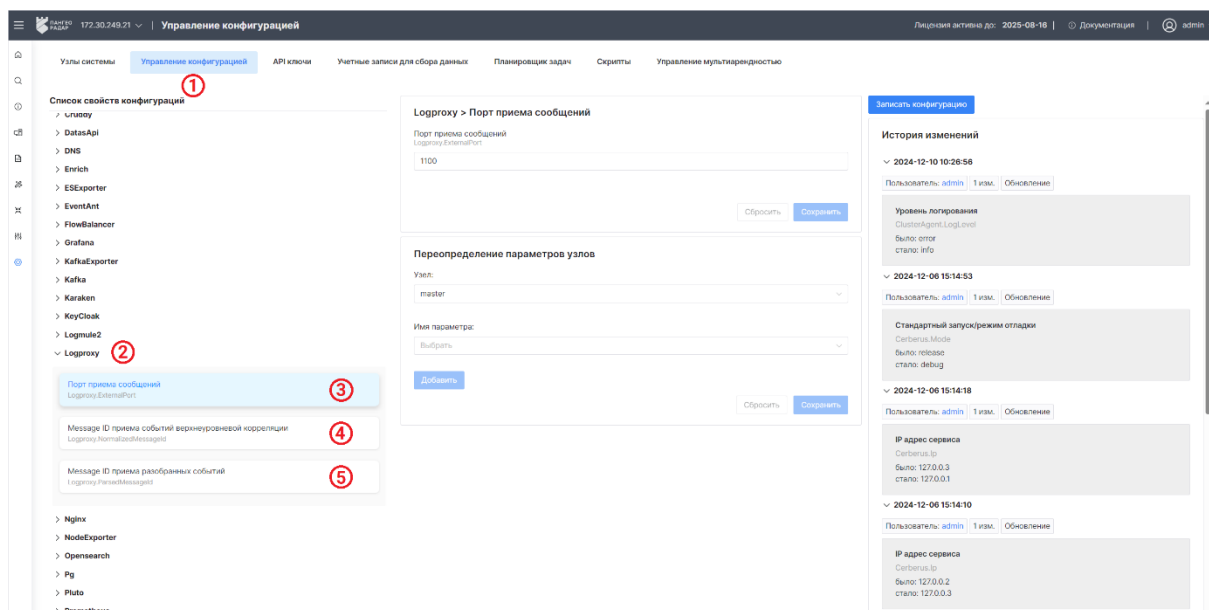 ПАНГЕО РАДАР 172.30.249.21 | Управление конфигурацией Лицензия активна до: 2025-08-16 | Документация | admin
Узлы системы Управление конфигурацией API ключи Учетные записи для сбора данных Планировщик задач Скрипты Управление мультиарендностью
1
Список свойств конфигураций
Cruddy
DatasApi
DNS
Enrich
ESExporter
EventAnt
FlowBalancer
Grafana
KafkaExporter
Kafka
Karaken
KeyCloak
Logmule2
Logproxy 2
Порт приема сообщений 3
Logproxy.ExternalPort
Message ID приема событий верхнеуровневой корреляции 4
Logproxy.NormalizedMessageId
Message ID приема разобранных событий 5
Logproxy.ParsedMessageId
Nginx
NodeExporter
Opensearch
Pg
Pluto
Prometheus
Logproxy > Порт приема сообщений
Порт приема сообщений
Logproxy.ExternalPort
1100
Сбросить Сохранить
Переопределение параметров узлов
Узел:
master
Имя параметра:
Выбрать
Добавить
Сбросить Сохранить
Записать конфигурацию
История изменений
2024-12-10 10:26:56
Пользователь: admin 1 изм. Обновление
Уровень логирования
ClusterAgent.LogLevel
было: error
стало: info
2024-12-06 15:14:53
Пользователь: admin 1 изм. Обновление
Стандартный запуск/режим отладки
Cerberus.Mode
было: release
стало: debug
2024-12-06 15:14:18
Пользователь: admin 1 изм. Обновление
IP адрес сервиса
Cerberus.Ip
было: 127.0.0.3
стало: 127.0.0.1
2024-12-06 15:14:10
Пользователь: admin 1 изм. Обновление
IP адрес сервиса
Cerberus.Ip
было: 127.0.0.2
стало: 127.0.0.3